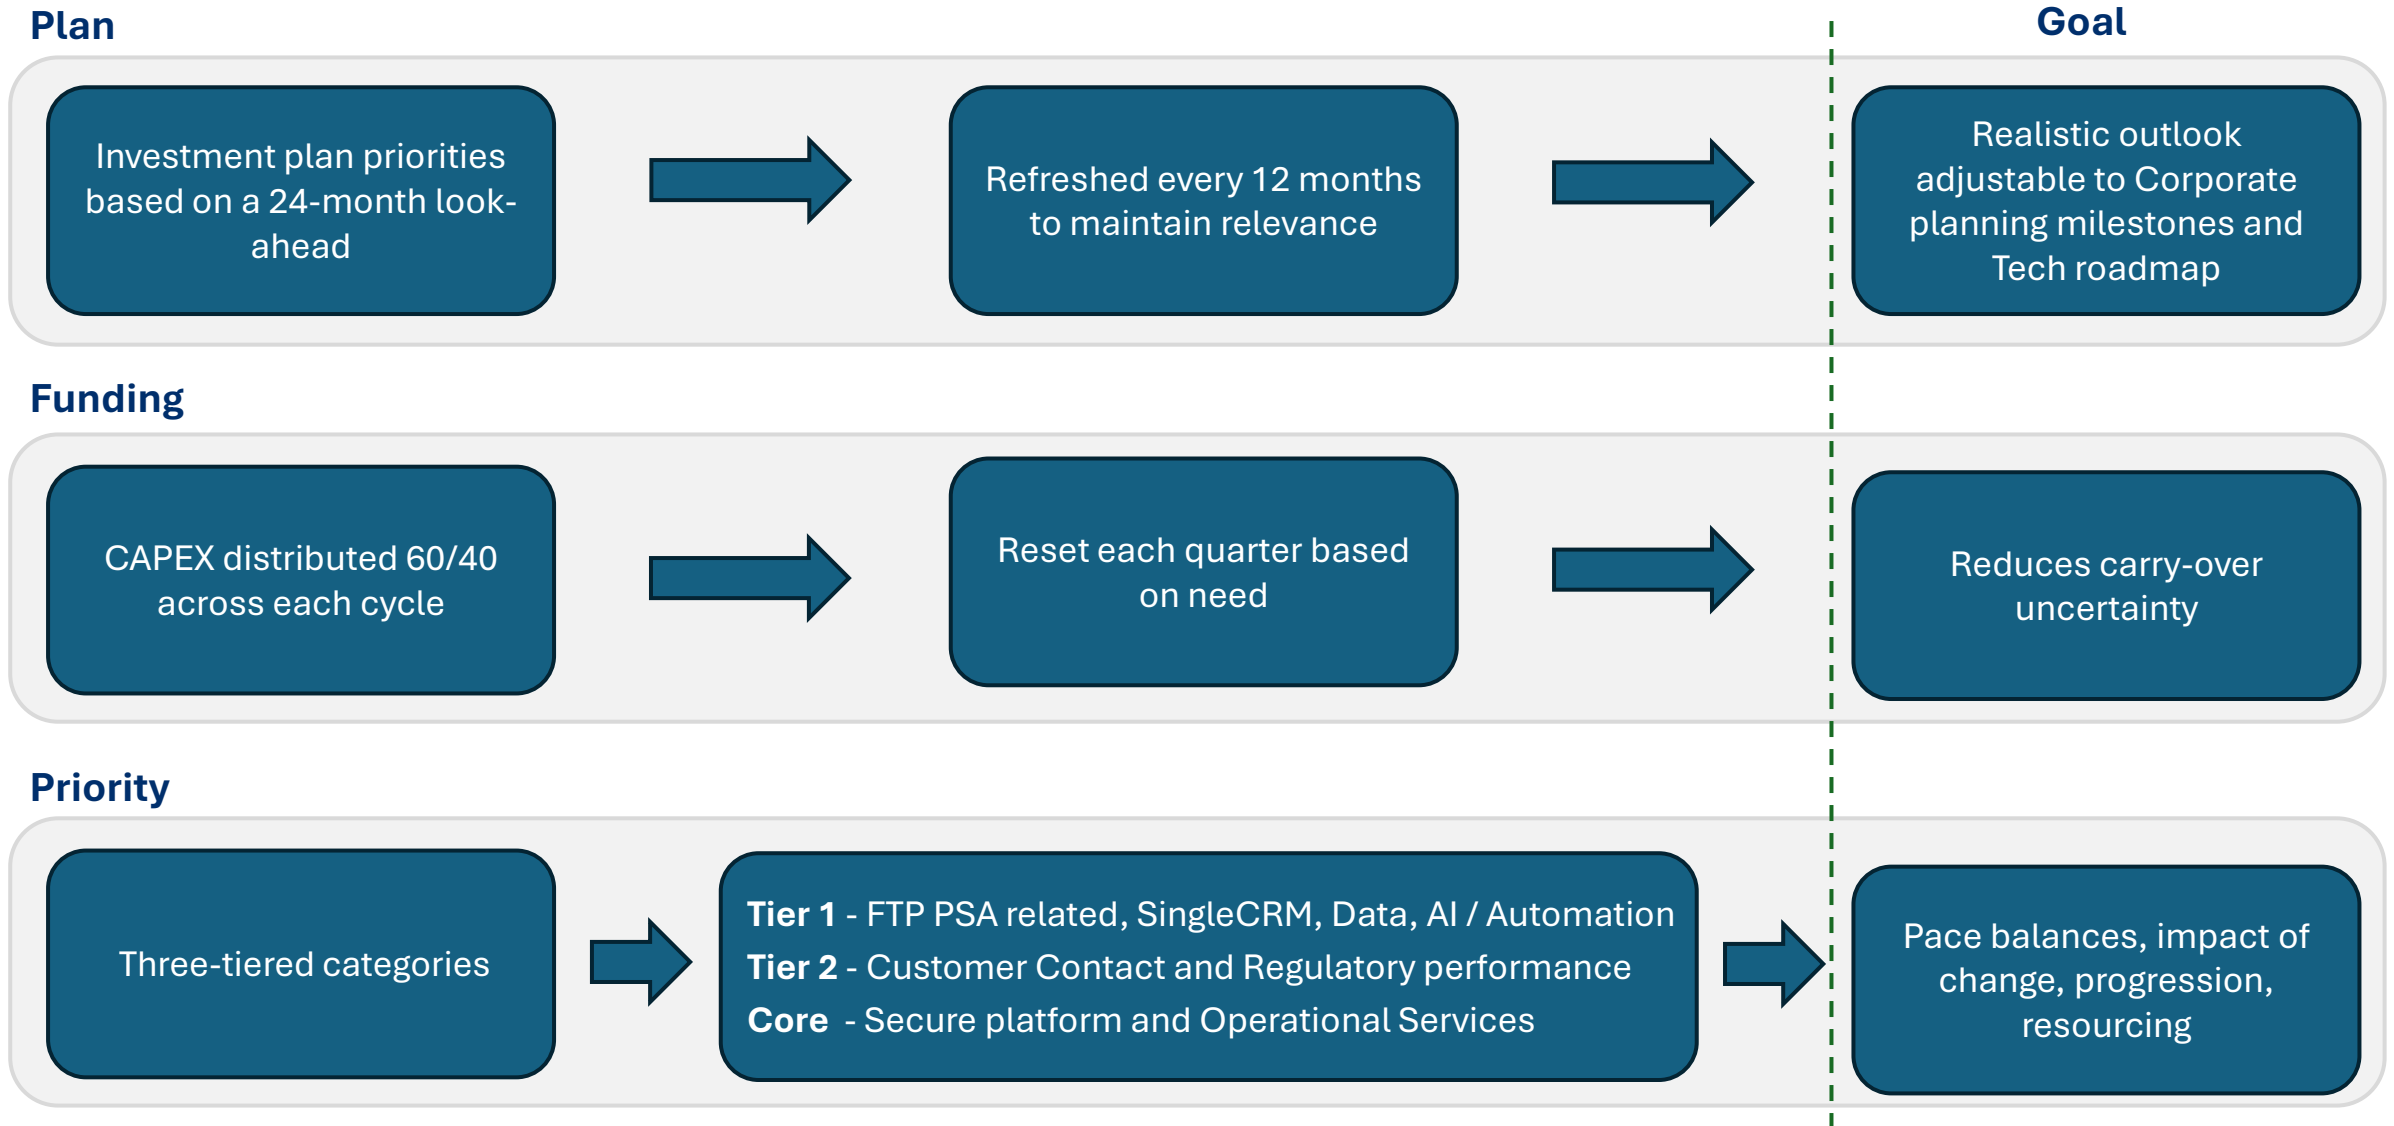 Plan
Goal
Investment plan priorities
based on a 24-month look-
ahead
Refreshed every 12 months
to maintain relevance
Realistic outlook
adjustable to Corporate
planning milestones and
Tech roadmap
Funding
CAPEX distributed 60/40
across each cycle
Reset each quarter based
on need
Reduces carry-over
uncertainty
Priority
Three-tiered categories
Tier 1 - FTP PSA related, SingleCRM, Data, AI / Automation
Tier 2 - Customer Contact and Regulatory performance
Core - Secure platform and Operational Services
Pace balances, impact of
change, progression,
resourcing